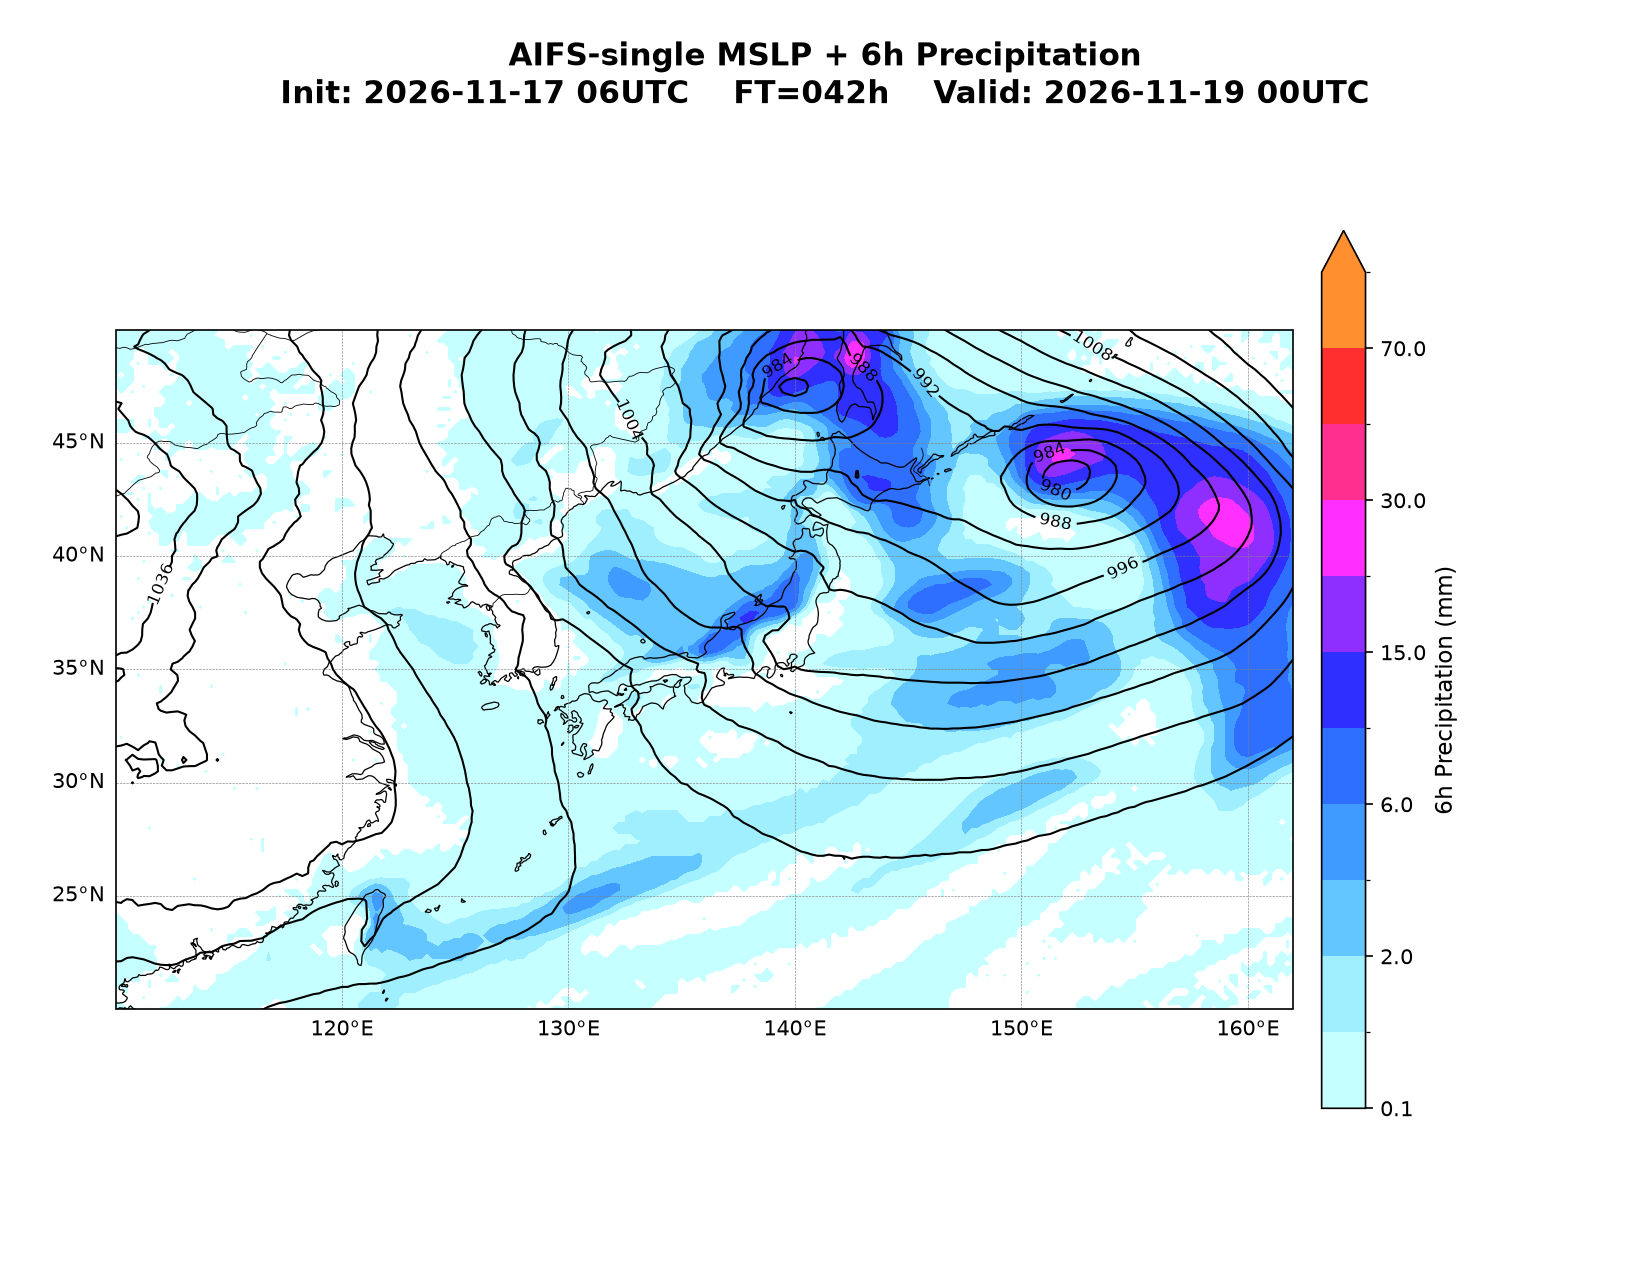 AIFS-single MSLP + 6h Precipitation
Init: 2026-11-17 06UTC    FT=042h    Valid: 2026-11-19 00UTC
1008
984
988
992
1004
984
980
988
996
1036
45°N
40°N
35°N
30°N
25°N
120°E
130°E
140°E
150°E
160°E
70.0
30.0
15.0
6.0
2.0
0.1
6h Precipitation (mm)